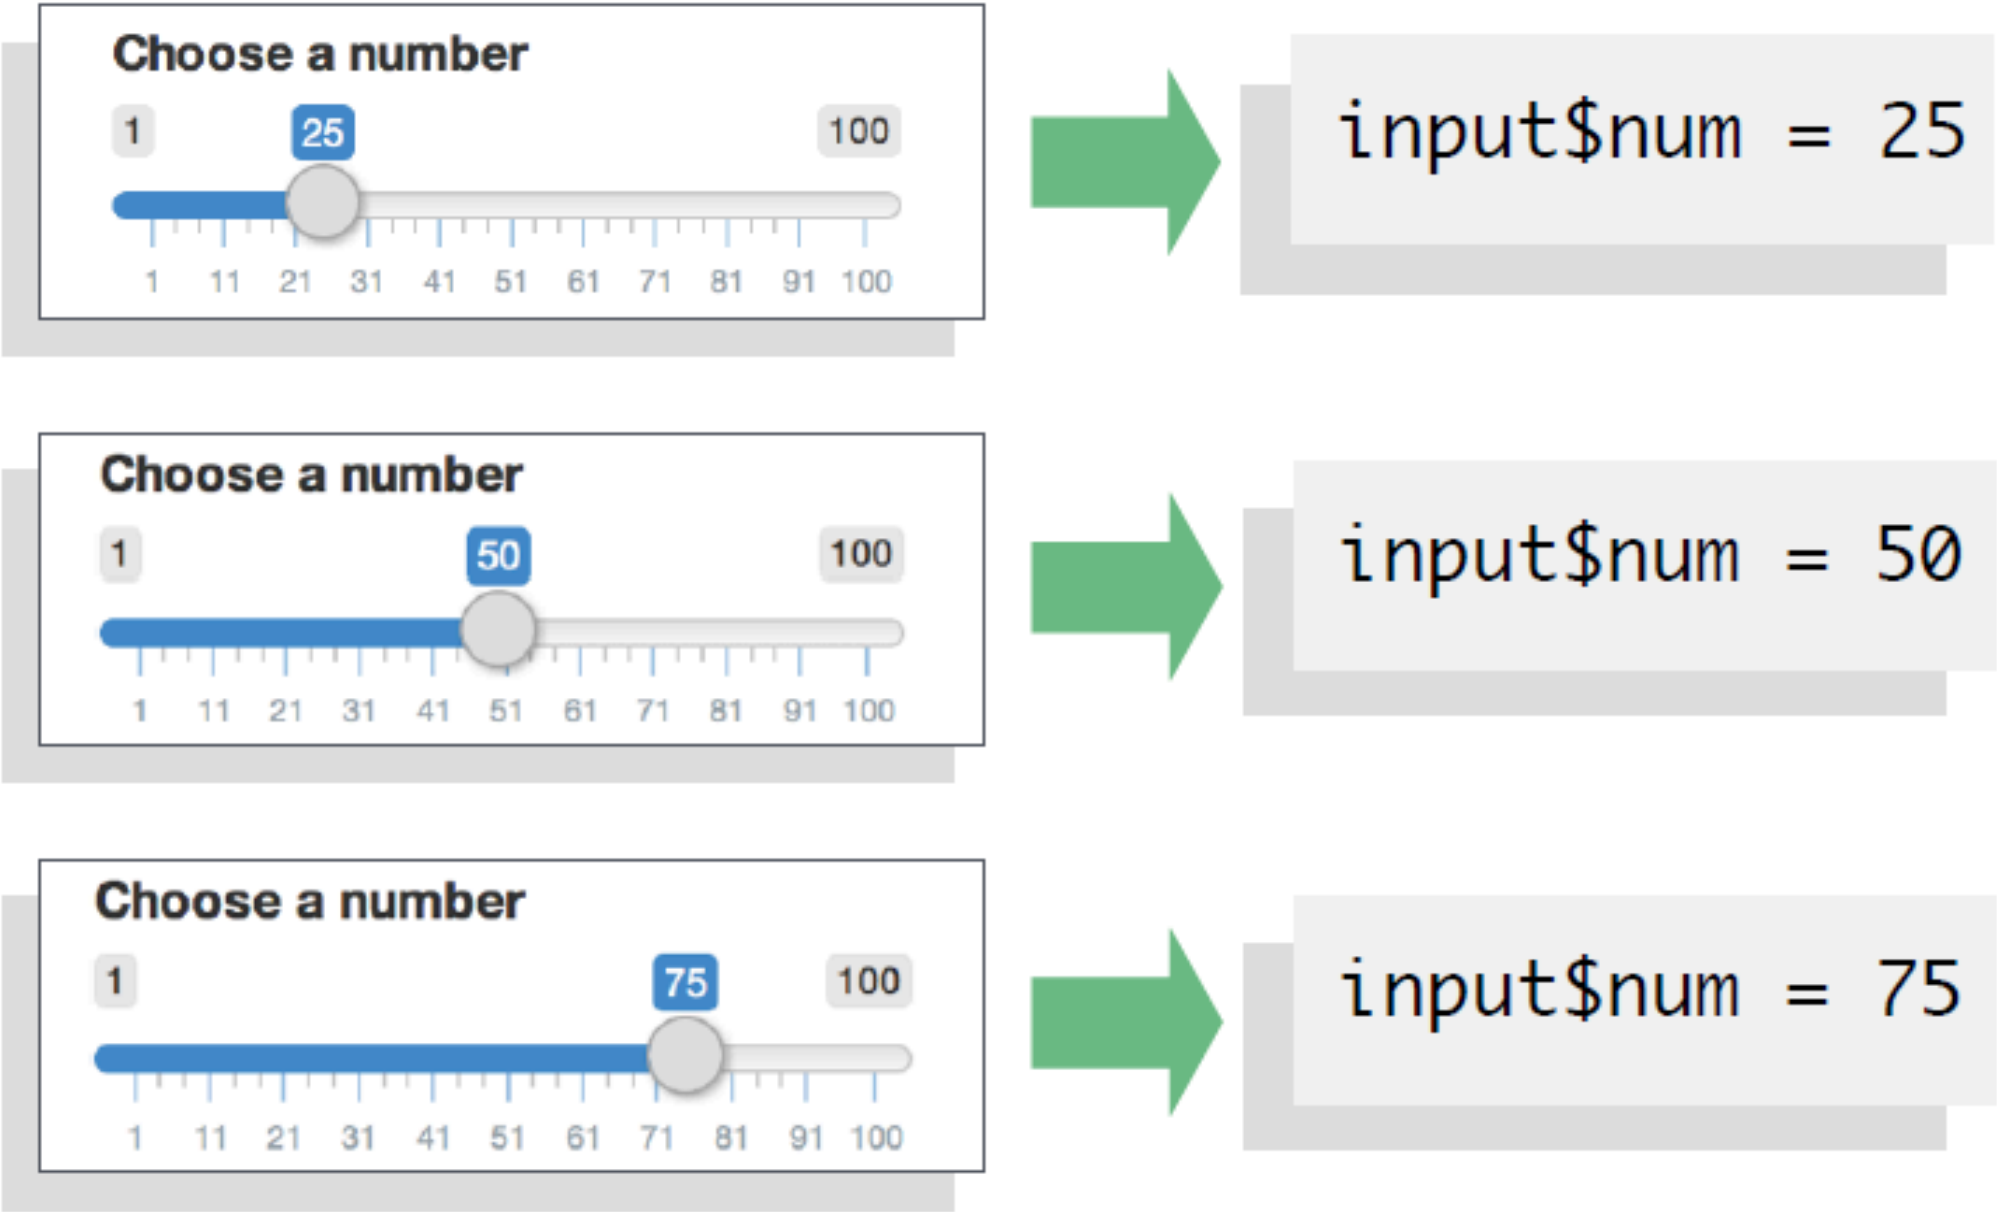 Choose a number
1 25 100
1 11 21 31 41 51 61 71 81 91 100
input$num = 25
Choose a number
1 50 100
1 11 21 31 41 51 61 71 81 91 100
input$num = 50
Choose a number
1 75 100
1 11 21 31 41 51 61 71 81 91 100
input$num = 75